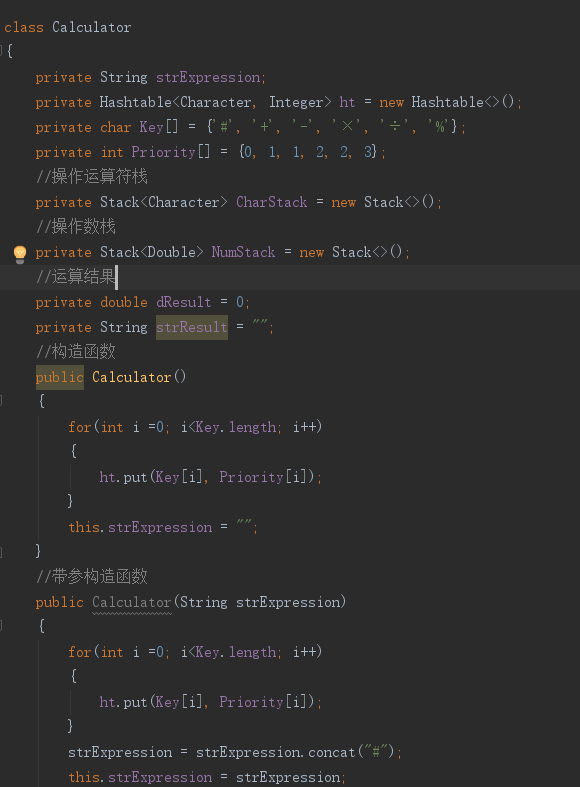 class Calculator
{
private String strExpression;
private Hashtable<Character, Integer> ht = new Hashtable<>();
private char Key[] = {'#', '+', '-', '×', '÷', '%'};
private int Priority[] = {0, 1, 1, 2, 2, 3};
//操作运算符栈
private Stack<Character> CharStack = new Stack<>();
//操作数栈
private Stack<Double> NumStack = new Stack<>();
//运算结果
private double dResult = 0;
private String strResult = "";
//构造函数
public Calculator()
{
for(int i =0; i<Key.length; i++)
{
ht.put(Key[i], Priority[i]);
}
this.strExpression = "";
}
//带参构造函数
public Calculator(String strExpression)
{
for(int i =0; i<Key.length; i++)
{
ht.put(Key[i], Priority[i]);
}
strExpression = strExpression.concat("#");
this.strExpression = strExpression;